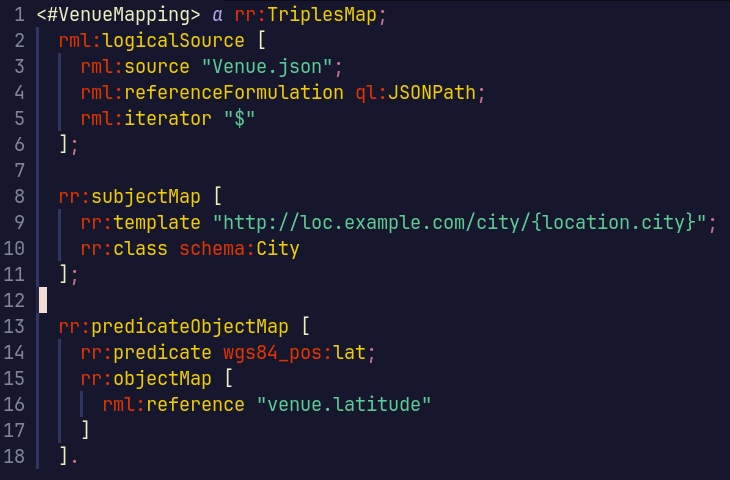 1 <#VenueMapping> a rr:TriplesMap;
2   rml:logicalSource [
3     rml:source "Venue.json";
4     rml:referenceFormulation ql:JSONPath;
5     rml:iterator "$"
6   ];
7
8   rr:subjectMap [
9     rr:template "http://loc.example.com/city/{location.city}";
10     rr:class schema:City
11   ];
12
13   rr:predicateObjectMap [
14     rr:predicate wgs84_pos:lat;
15     rr:objectMap [
16       rml:reference "venue.latitude"
17     ]
18   ].